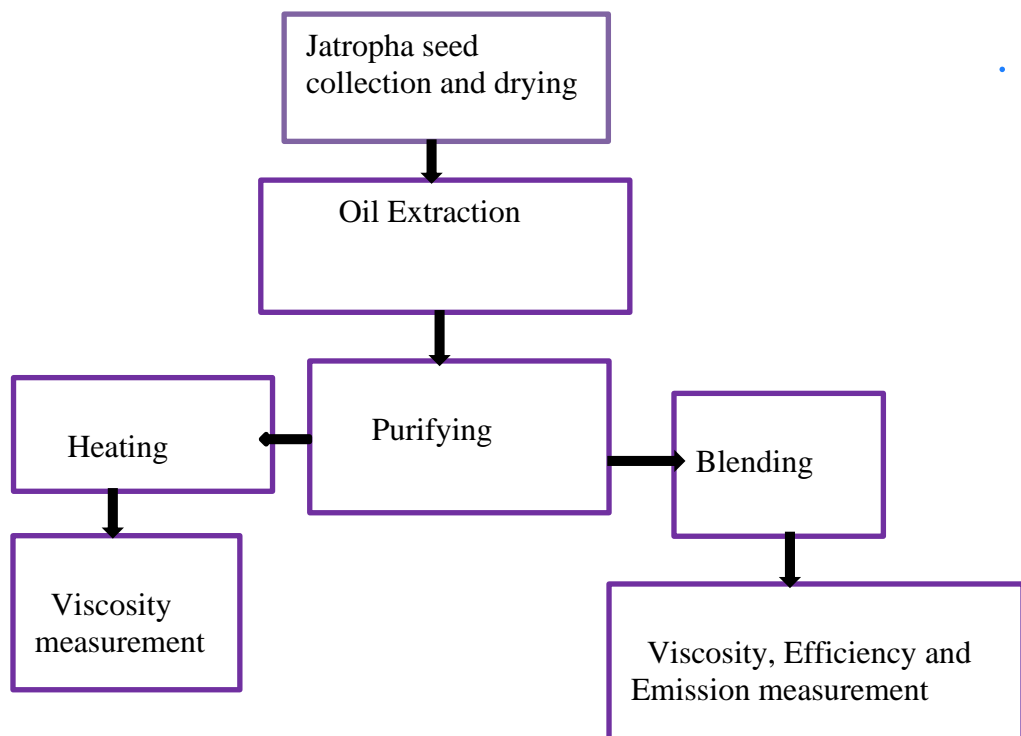 Jatropha seed
collection and drying
Oil Extraction
Purifying
Heating
Blending
Viscosity
measurement
Viscosity, Efficiency and
Emission measurement